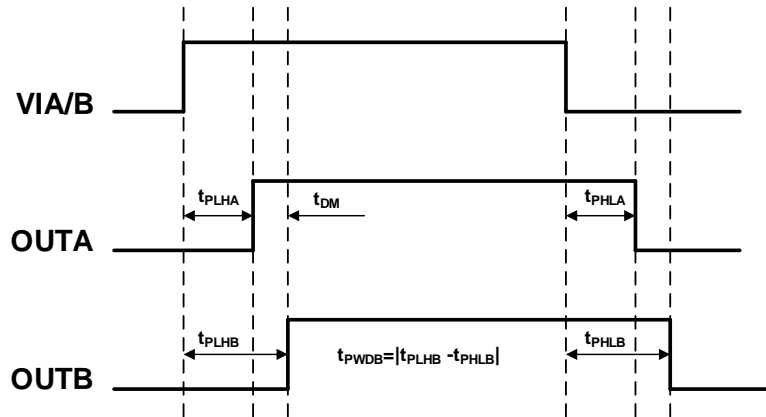 VIA/B
tPLHA
tDM
tPHLA
OUTA
tPLHB
tPWDB=|tPLHB -tPHLB|
tPHLB
OUTB